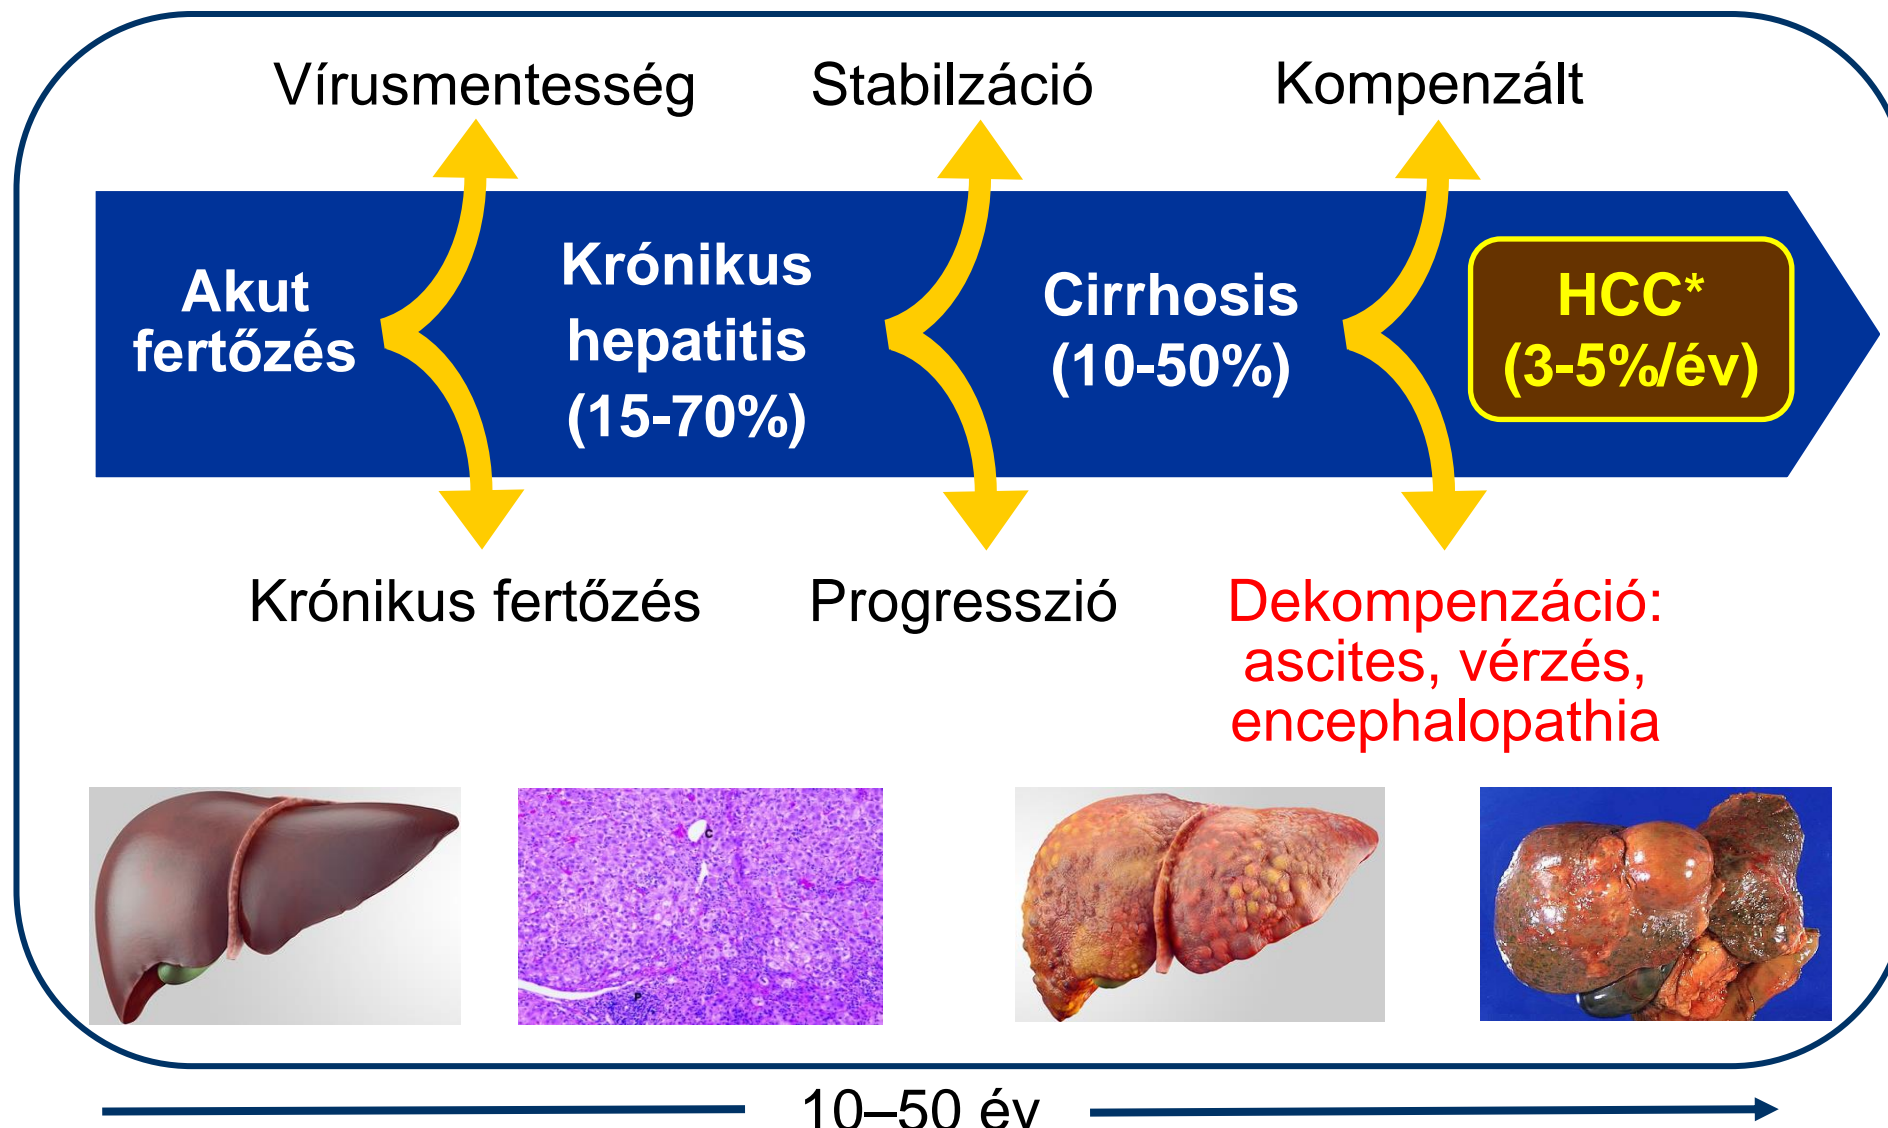 Vírusmentesség
Stabilzáció
Kompenzált
Akut
fertőzés
Krónikus
hepatitis
(15-70%)
Cirrhosis
(10-50%)
HCC*
(3-5%/év)
Krónikus fertőzés
Progresszió
Dekompenzáció:
ascites, vérzés,
encephalopathia
C
P
10–50 év